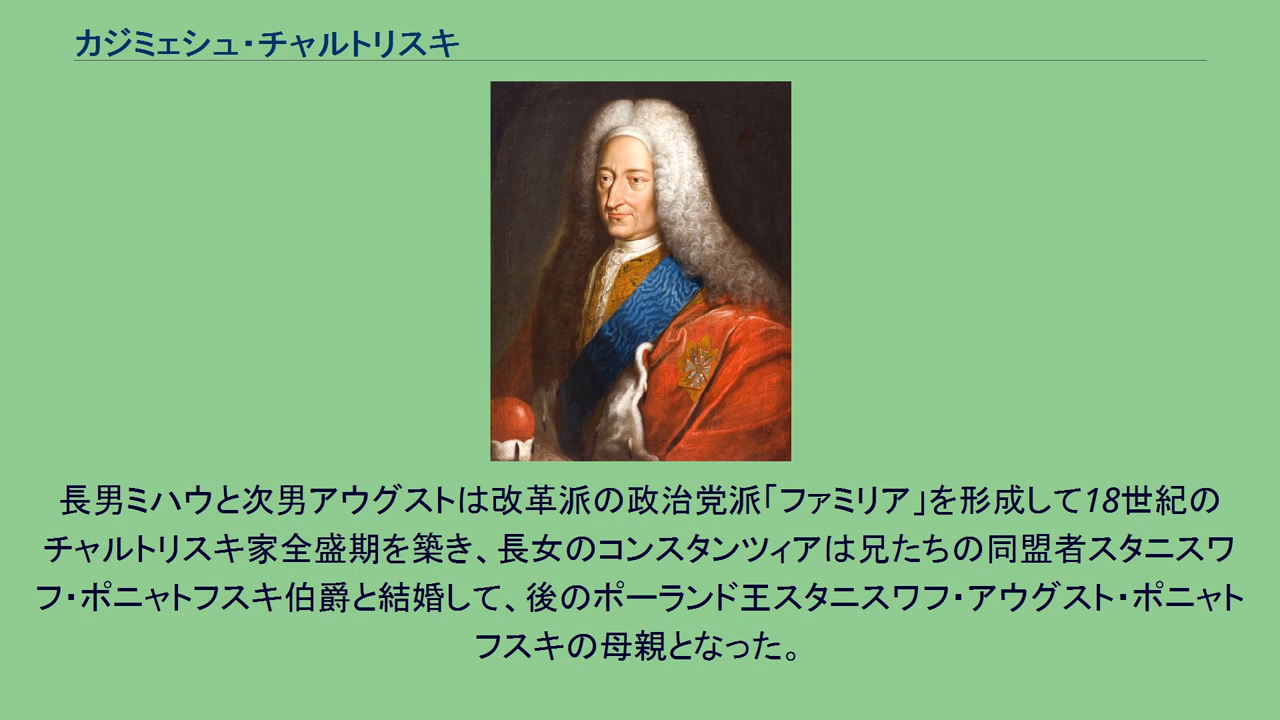 カジミェシュ・チャルトリスキ
長男ミハウと次男アウグストは改革派の政治党派「ファミリア」を形成して18世紀の
チャルトリスキ家全盛期を築き、長女のコンスタンツィアは兄たちの同盟者スタニスワ
フ・ポニャトフスキ伯爵と結婚して、後のポーランド王スタニスワフ・アウグスト・ポニャト
フスキの母親となった。